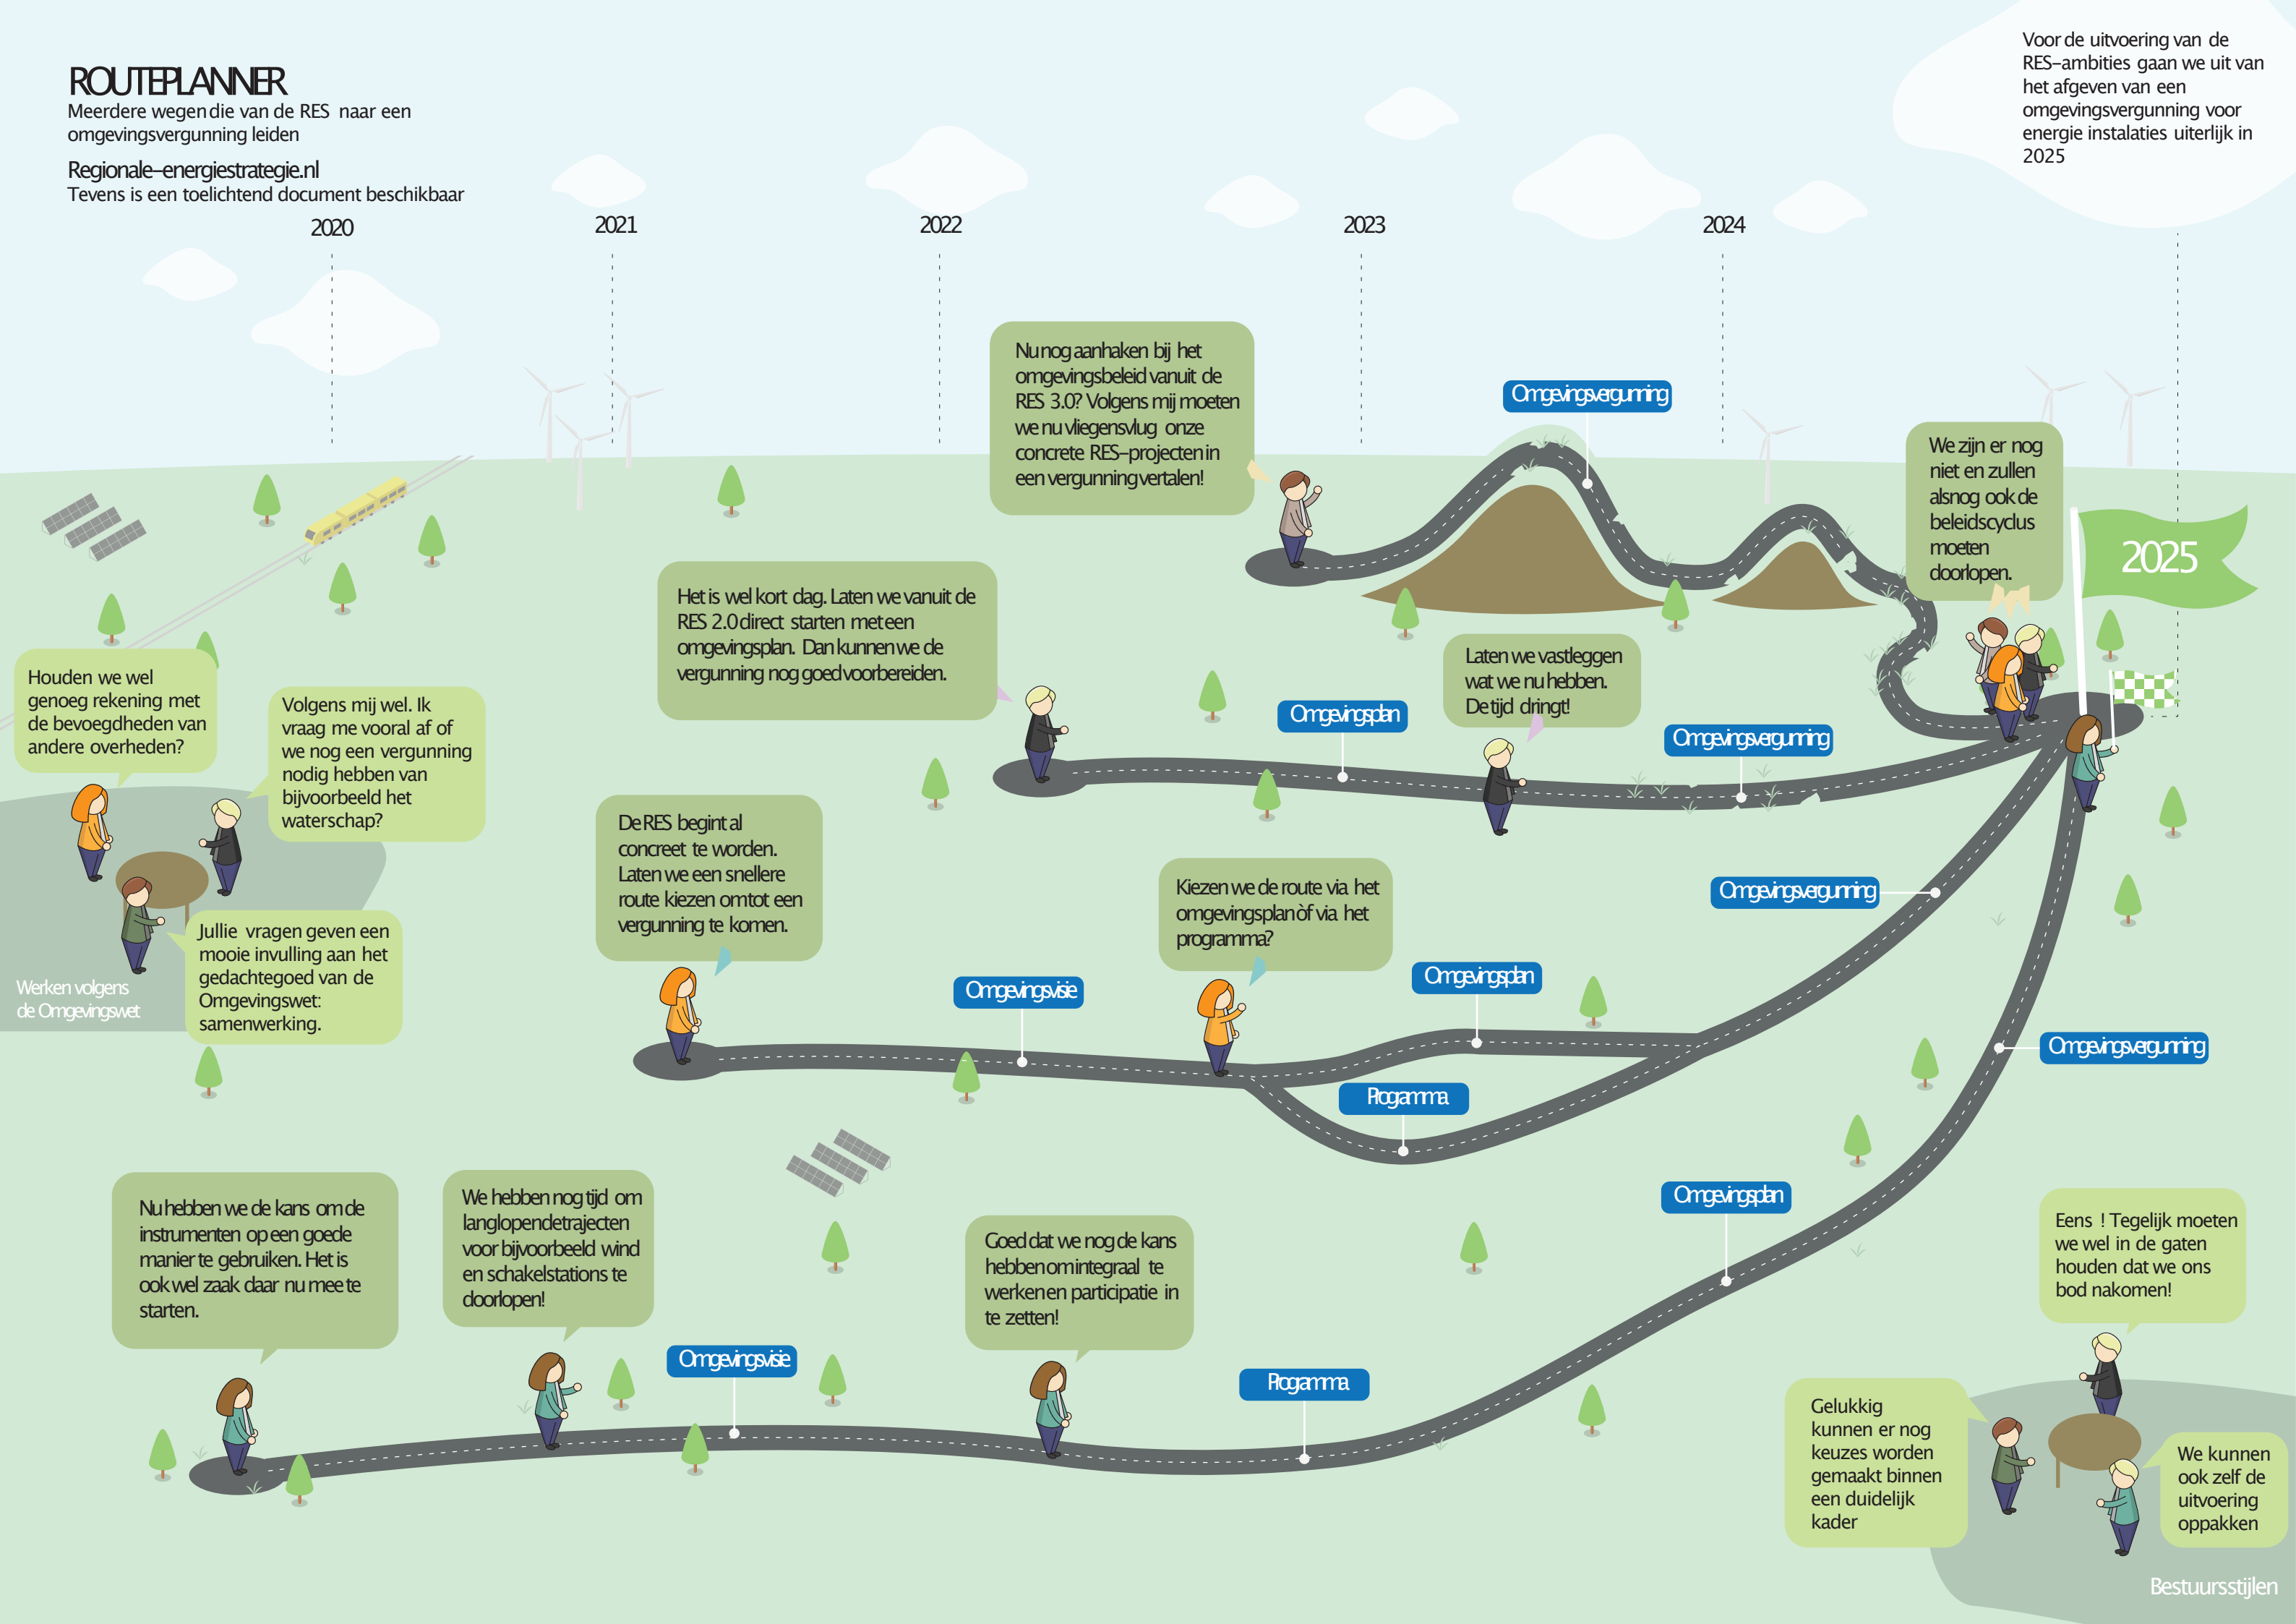 ROUTEPLANNER
Meerdere wegen die van de RES naar een
omgevingsvergunning leiden
Regionale-energiestrategie.nl
Tevens is een toelichtend document beschikbaar
Voor de uitvoering van de
RES-ambities gaan we uit van
het afgeven van een
omgevingsvergunning voor
energie instalaties uiterlijk in
2025
2020
2021
2022
2023
2024
Nu nog aanhaken bij het
omgevingsbeleid vanuit de
RES 3.0? Volgens mij moeten
we nu vliegensvlug onze
concrete RES-projecten in
een vergunning vertalen!
Omgevingsvergunning
We zijn er nog
niet en zullen
alsnog ook de
beleidscyclus
moeten
doorlopen.
2025
Het is wel kort dag. Laten we vanuit de
RES 2.0 direct starten met een
omgevingsplan. Dan kunnen we de
vergunning nog goed voorbereiden.
Omgevingsplan
Laten we vastleggen
wat we nu hebben.
De tijd dringt!
Omgevingsvergunning
Houden we wel
genoeg rekening met
de bevoegdheden van
andere overheden?
Volgens mij wel. Ik
vraag me vooral af of
we nog een vergunning
nodig hebben van
bijvoorbeeld het
waterschap?
Jullie vragen geven een
mooie invulling aan het
gedachtegoed van de
Omgevingswet:
samenwerking.
Werken volgens
de Omgevingswet
De RES begint al
concreet te worden.
Laten we een snellere
route kiezen om tot een
vergunning te komen.
Omgevingsvisie
Kiezen we de route via het
omgevingsplan òf via het
programma?
Omgevingsplan
Programma
Omgevingsvergunning
Omgevingsvergunning
Nu hebben we de kans om de
instrumenten op een goede
manier te gebruiken. Het is
ook wel zaak daar nu mee te
starten.
We hebben nog tijd om
langlopende trajecten
voor bijvoorbeeld wind
en schakelstations te
doorlopen!
Omgevingsvisie
Goed dat we nog de kans
hebben om integraal te
werken en participatie in
te zetten!
Programma
Omgevingsplan
Eens ! Tegelijk moeten
we wel in de gaten
houden dat we ons
bod nakomen!
Gelukkig
kunnen er nog
keuzes worden
gemaakt binnen
een duidelijk
kader
We kunnen
ook zelf de
uitvoering
oppakken
Bestuursstijlen